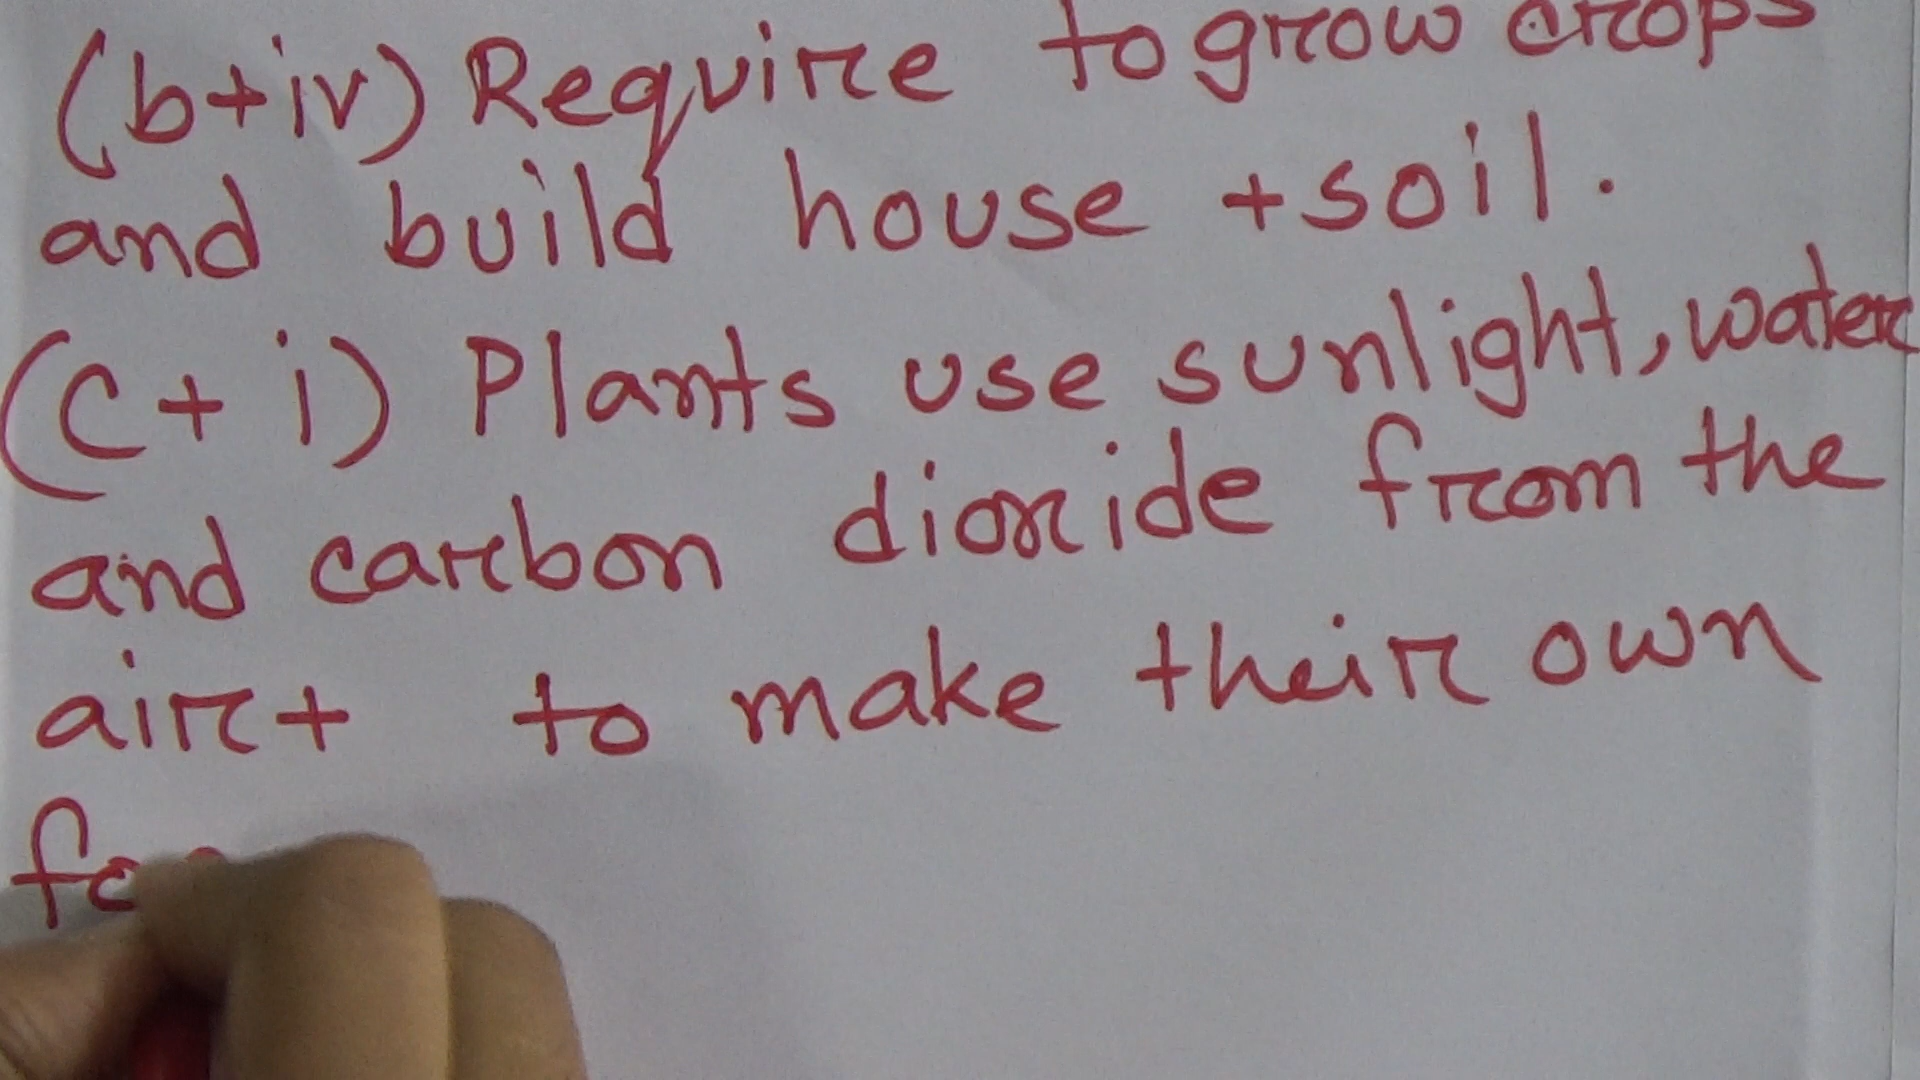 (b+iv) Require to grow crops
and build house + soil.
(c + i) Plants use sunlight, water
and carbon dioxide from the
air+ to make their own